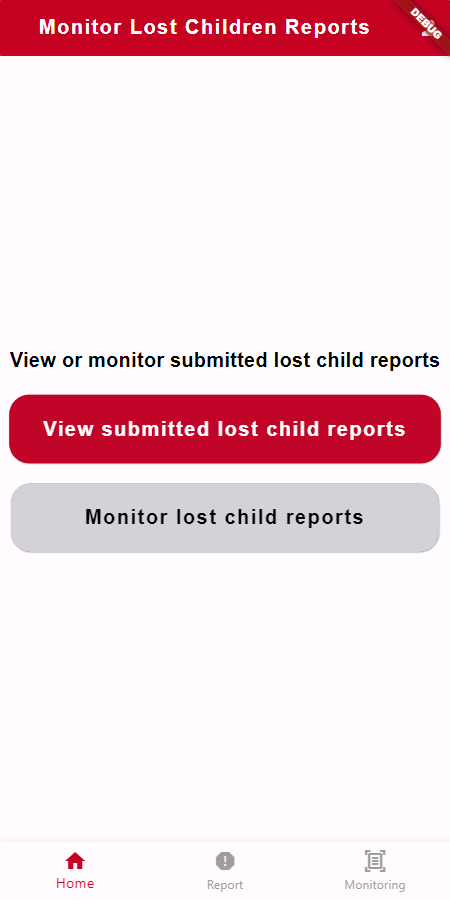 Monitor Lost Children Reports
DEBUG
View or monitor submitted lost child reports
View submitted lost child reports
Monitor lost child reports
Home
Report
Monitoring